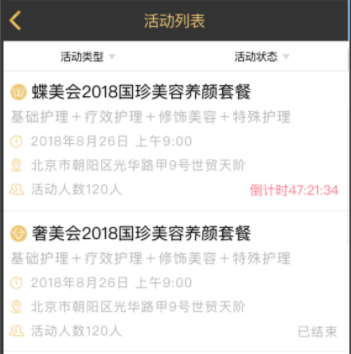 活动列表
活动类型 活动状态
蝶美会2018国珍美容养颜套餐
基础护理＋疗效护理＋修饰美容＋特殊护理
2018年8月26日 上午9:00
北京市朝阳区光华路甲9号世贸天阶
活动人数120人 倒计时47:21:34
奢美会2018国珍美容养颜套餐
基础护理＋疗效护理＋修饰美容＋特殊护理
2018年8月26日 上午9:00
北京市朝阳区光华路甲9号世贸天阶
活动人数120人 已结束